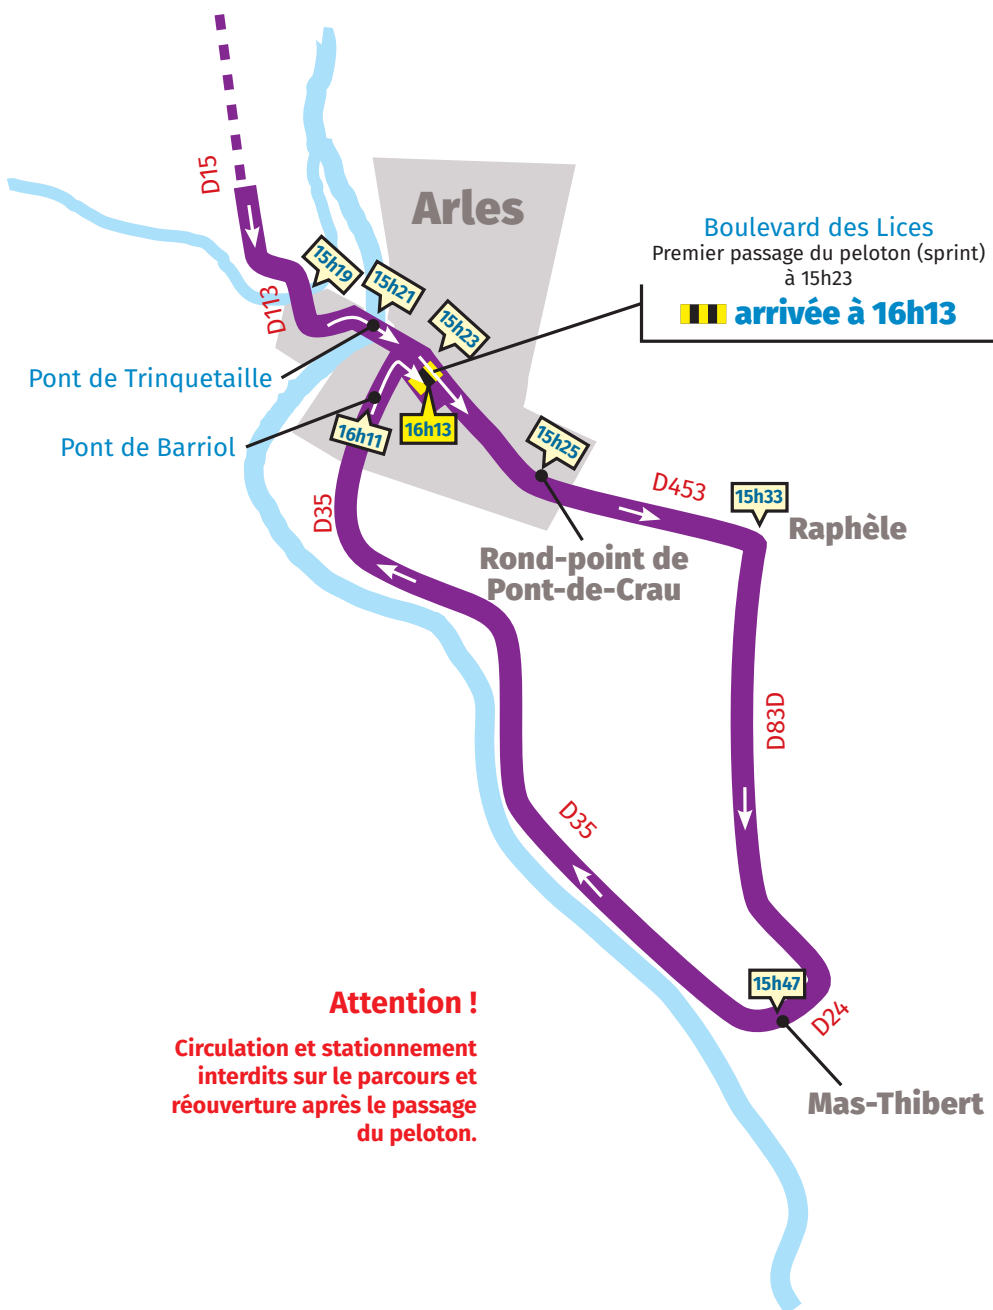 D15
Arles
Boulevard des Lices
Premier passage du peloton (sprint)
à 15h23
arrivée à 16h13
15h19
15h21
D113
15h23
Pont de Trinquetaille
Pont de Barriol
16h11
16h13
15h25
D453
15h33
Raphèle
D35
Rond-point de
Pont-de-Crau
D83D
D35
15h47
D24
Mas-Thibert
Attention !
Circulation et stationnement
interdits sur le parcours et
réouverture après le passage
du peloton.